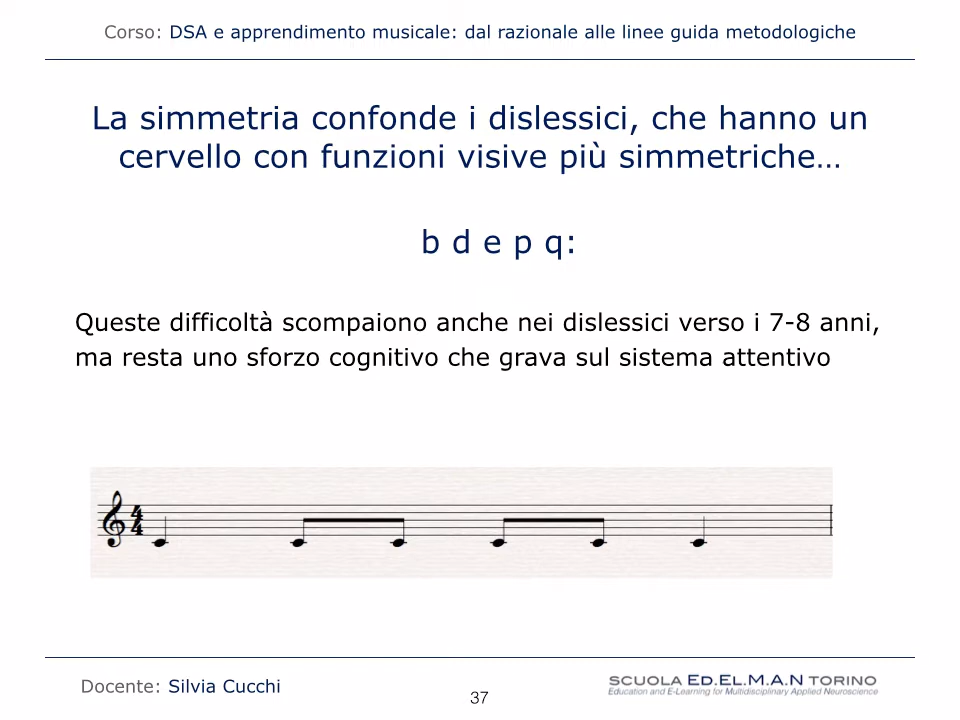 Corso: DSA e apprendimento musicale: dal razionale alle linee guida metodologiche
La simmetria confonde i dislessici, che hanno un
cervello con funzioni visive più simmetriche…
b d e p q:
Queste difficoltà scompaiono anche nei dislessici verso i 7-8 anni,
ma resta uno sforzo cognitivo che grava sul sistema attentivo
4
4
Docente: Silvia Cucchi
37
SCUOLA ED.EL.M.A.N TORINO
Education and E-Learning for Multidisciplinary Applied Neuroscience